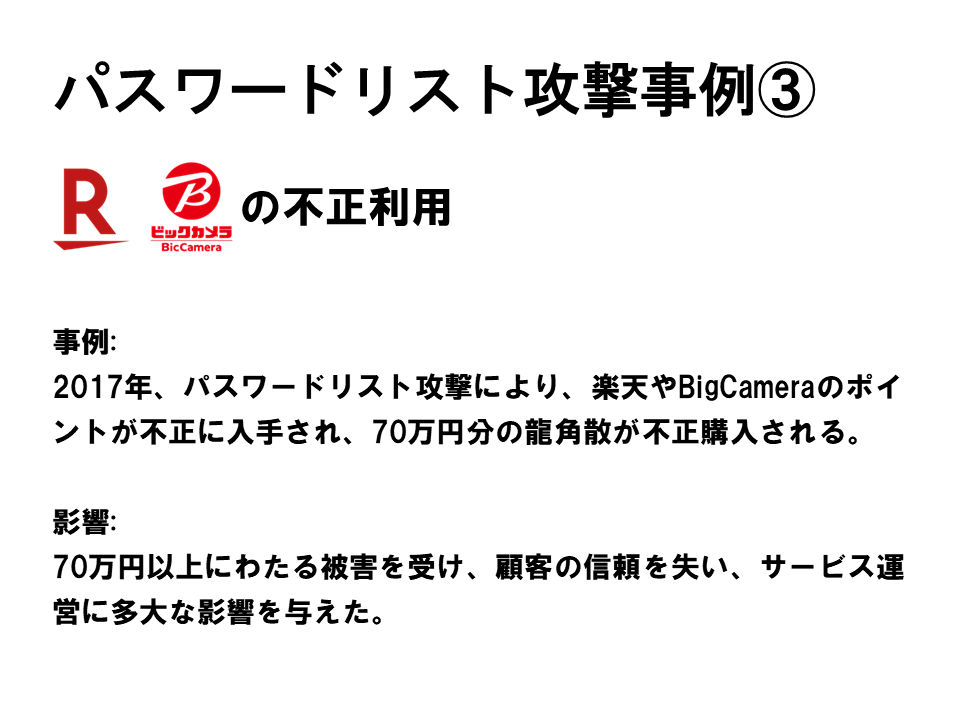 パスワードリスト攻撃事例③
R
B
ビックカメラ
BicCamera
の不正利用
事例:
2017年、パスワードリスト攻撃により、楽天やBigCameraのポイ
ントが不正に入手され、70万円分の龍角散が不正購入される。
影響:
70万円以上にわたる被害を受け、顧客の信頼を失い、サービス運
営に多大な影響を与えた。